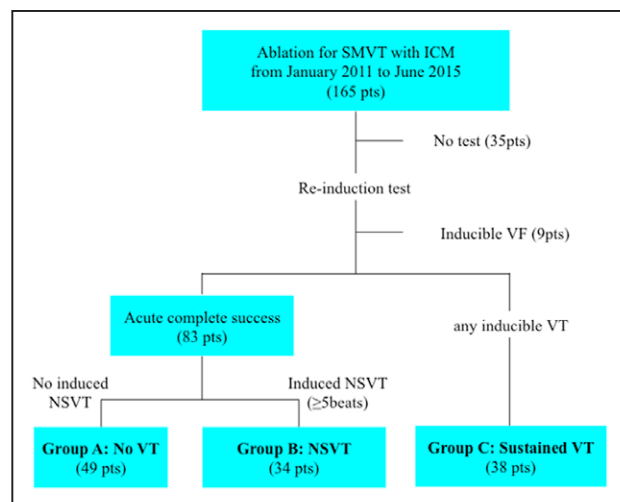 Ablation for SMVT with ICM
from January 2011 to June 2015
(165 pts)
No test (35pts)
Re-induction test
Inducible VF (9pts)
Acute complete success
(83 pts)
any inducible VT
No induced
NSVT
Induced NSVT
(≥5beats)
Group A: No VT
(49 pts)
Group B: NSVT
(34 pts)
Group C: Sustained VT
(38 pts)